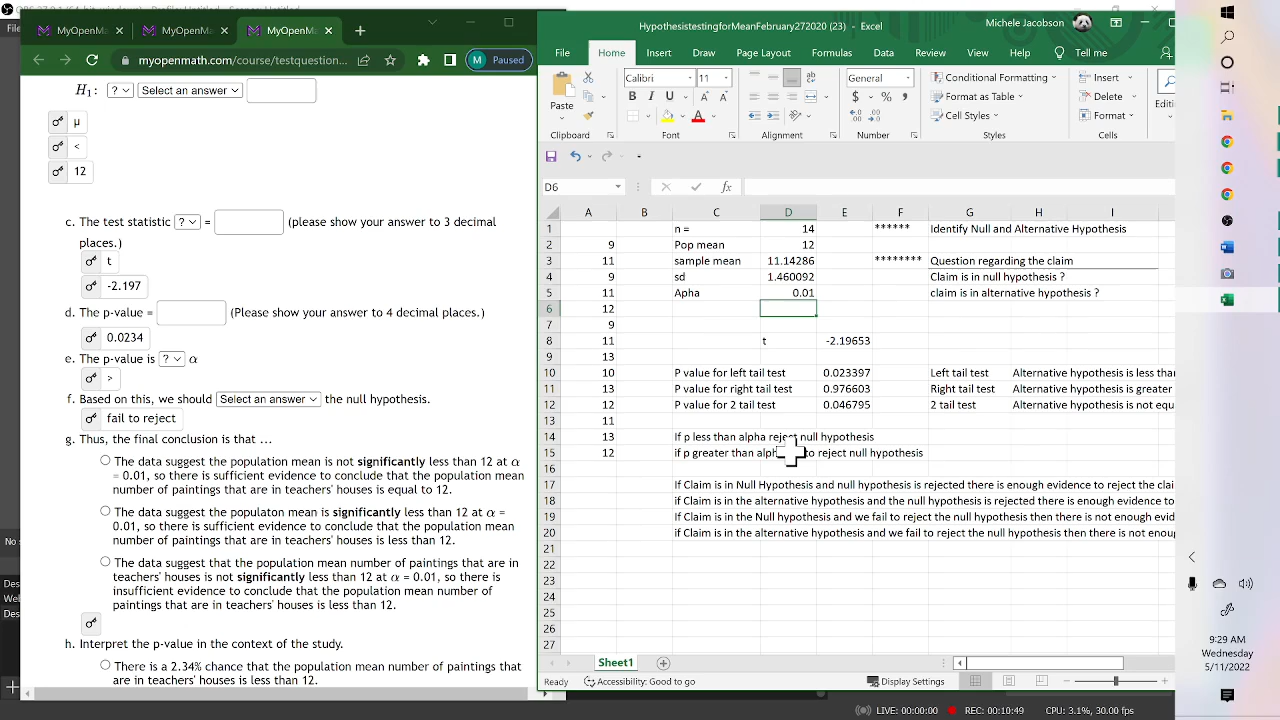 MyOpenMa
MyOpenMa
MyOpenMa
myopenmath.com/course/testquestion...
M Paused
H₁: ? Select an answer
μ
<
12
c. The test statistic ? = (please show your answer to 3 decimal
places.)
t
-2.197
d. The p-value = (Please show your answer to 4 decimal places.)
0.0234
e. The p-value is ? α
>
f. Based on this, we should Select an answer the null hypothesis.
fail to reject
g. Thus, the final conclusion is that ...
The data suggest the population mean is not significantly less than 12 at α
= 0.01, so there is sufficient evidence to conclude that the population mean
number of paintings that are in teachers' houses is equal to 12.
The data suggest the populaton mean is significantly less than 12 at α =
0.01, so there is sufficient evidence to conclude that the population mean
number of paintings that are in teachers' houses is less than 12.
The data suggest that the population mean number of paintings that are in
teachers' houses is not significantly less than 12 at α = 0.01, so there is
insufficient evidence to conclude that the population mean number of
paintings that are in teachers' houses is less than 12.
h. Interpret the p-value in the context of the study.
There is a 2.34% chance that the population mean number of paintings that
are in teachers' houses is less than 12.
HypothesistestingforMeanFebruary272020 (23) - Excel
Michele Jacobson
File Home Insert Draw Page Layout Formulas Data Review View Help Tell me
Paste
Calibri 11
B I U
General
$ % ,
Conditional Formatting
Format as Table
Cell Styles
Insert
Delete
Format
Editi
Clipboard Font Alignment Number Styles Cells
D6 fx
A B C D E F G H I
1 n = 14 ****** Identify Null and Alternative Hypothesis
2 9 Pop mean 12
3 11 sample mean 11.14286 ******** Question regarding the claim
4 9 sd 1.460092 Claim is in null hypothesis ?
5 11 Apha 0.01 claim is in alternative hypothesis ?
6 12
7 9
8 11 t -2.19653
9 13
10 10 P value for left tail test 0.023397 Left tail test Alternative hypothesis is less than
11 13 P value for right tail test 0.976603 Right tail test Alternative hypothesis is greater
12 12 P value for 2 tail test 0.046795 2 tail test Alternative hypothesis is not equ
13 11
14 13 If p less than alpha reject null hypothesis
15 12 if p greater than alph to reject null hypothesis
16
17 If Claim is in Null Hypothesis and null hypothesis is rejected there is enough evidence to reject the clai
18 if Claim is in the alternative hypothesis and the null hypothesis is rejected there is enough evidence to
19 If Claim is in the Null hypothesis and we fail to reject the null hypothesis then there is not enough evid
20 if Claim is in the alternative hypothesis and we fail to reject the null hypothesis then there is not enoug
21
22
23
24
25
26
27
Sheet1
Ready Accessibility: Good to go Display Settings
9:29 AM
Wednesday
5/11/2022
LIVE: 00:00:00 REC: 00:10:49 CPU: 3.1%, 30.00 fps